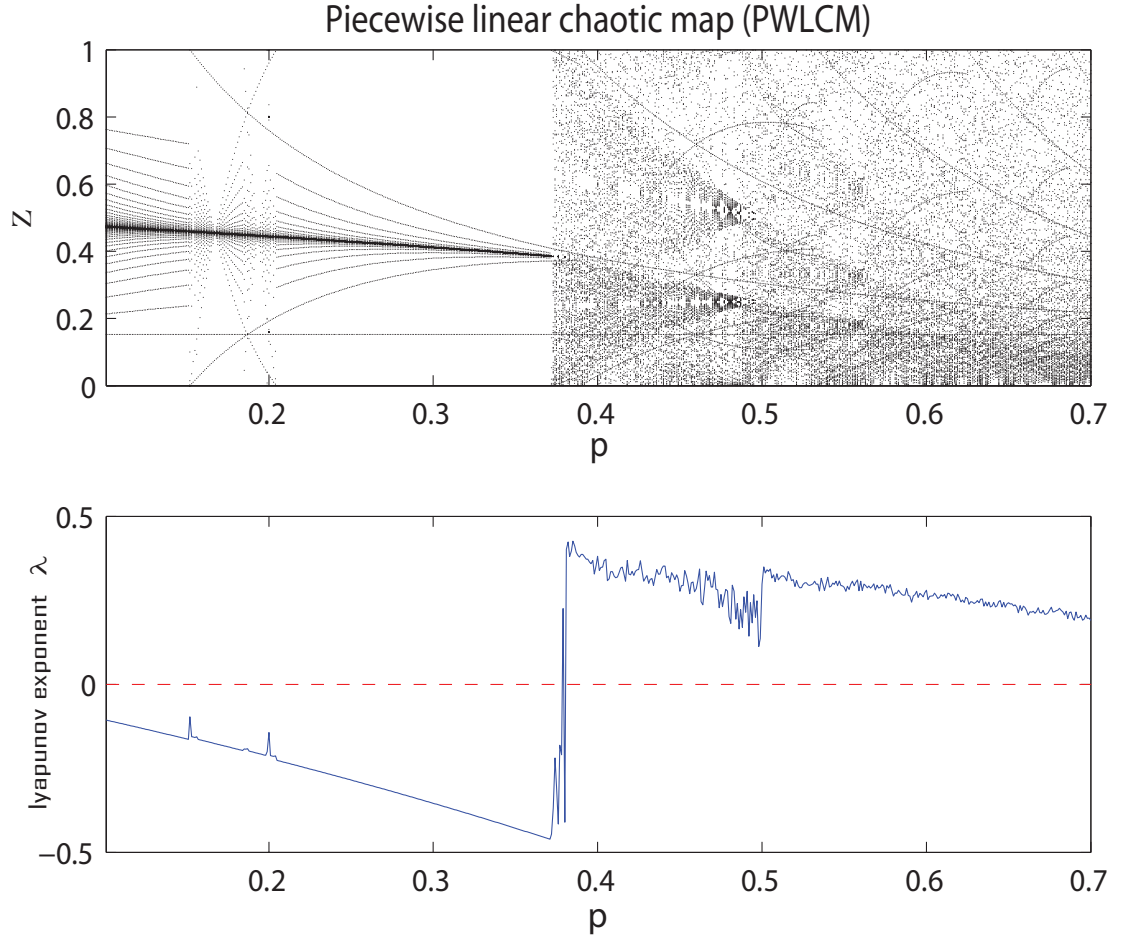 Piecewise linear chaotic map (PWLCM)
1
0.8
0.6
0.4
0.2
0
Z
0.2 0.3 0.4 0.5 0.6 0.7
p
0.5
0
−0.5
lyapunov exponent λ
0.2 0.3 0.4 0.5 0.6 0.7
p